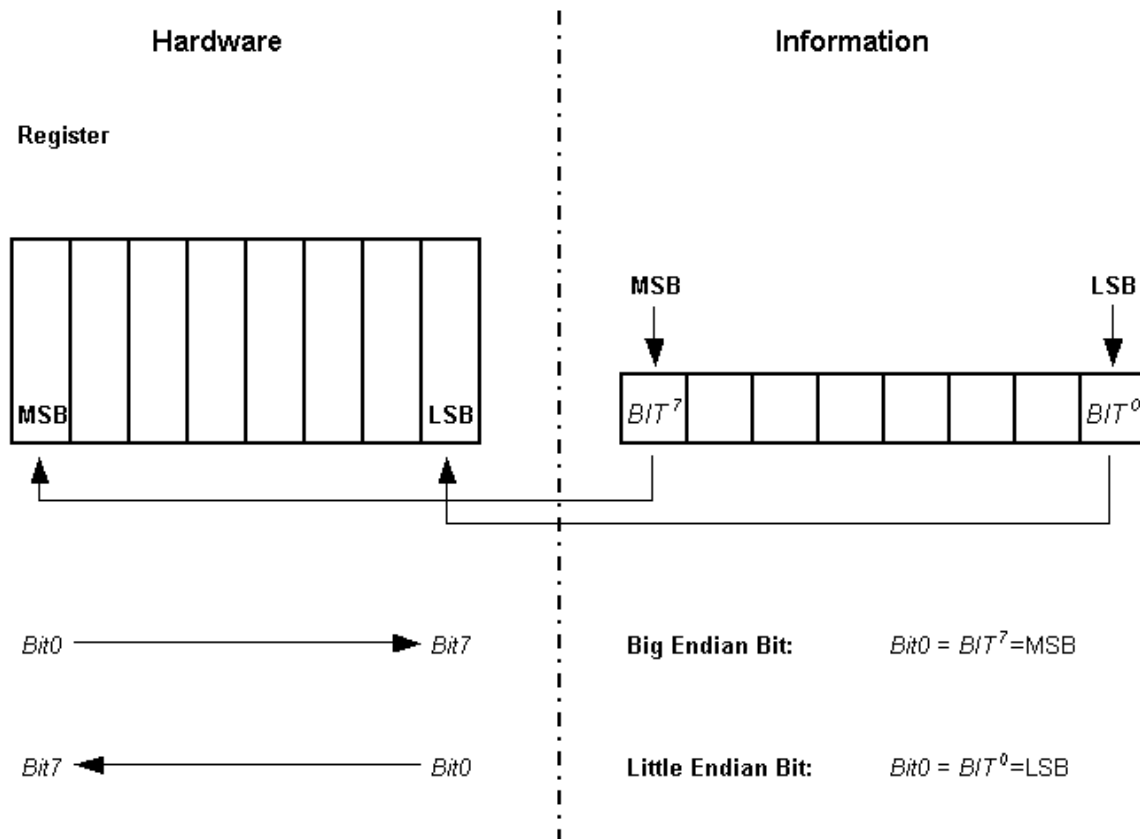 Hardware
Information
Register
MSB
LSB
MSB
LSB
BIT⁷
BIT⁰
Bit0
Bit7
Big Endian Bit:
Bit0 = BIT⁷=MSB
Bit7
Bit0
Little Endian Bit:
Bit0 = BIT⁰=LSB